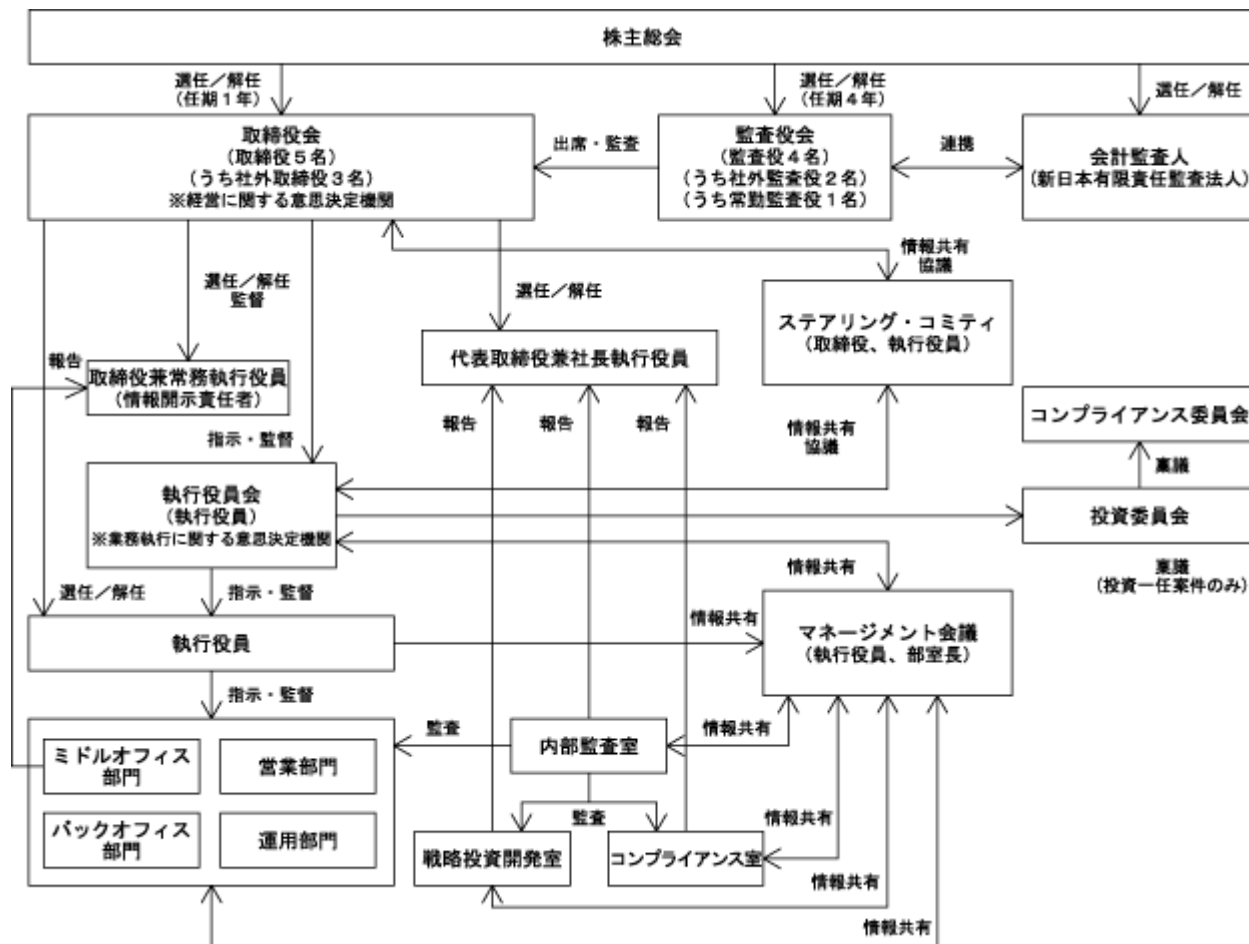 株主総会
選任／解任
（任期１年）
選任／解任
（任期４年）
選任／解任
取締役会
（取締役５名）
（うち社外取締役３名）
※経営に関する意思決定機関
出席・監査
監査役会
（監査役４名）
（うち社外監査役２名）
（うち常勤監査役１名）
連携
会計監査人
（新日本有限責任監査法人）
情報共有
協議
選任／解任
監督
選任／解任
ステアリング・コミティ
（取締役、執行役員）
代表取締役兼社長執行役員
報告
取締役兼常務執行役員
（情報開示責任者）
コンプライアンス委員会
報告
報告
報告
情報共有
協議
指示・監督
稟議
執行役員会
（執行役員）
※業務執行に関する意思決定機関
投資委員会
情報共有
稟議
（投資一任案件のみ）
選任／解任
指示・監督
執行役員
情報共有
マネージメント会議
（執行役員、部室長）
指示・監督
監査
内部監査室
情報共有
ミドルオフィス
部門
営業部門
バックオフィス
部門
運用部門
監査
情報共有
戦略投資開発室
コンプライアンス室
情報共有
情報共有